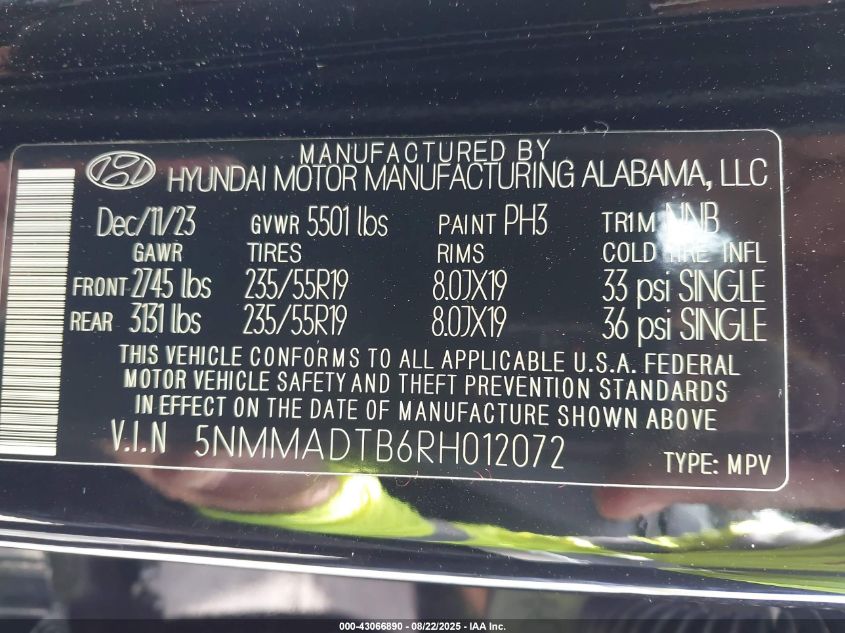 MANUFACTURED BY
HYUNDAI MOTOR MANUFACTURING ALABAMA, LLC
Dec/11/23 GVWR 5501 lbs PAINT PH3 TRIM NNB
GAWR TIRES RIMS COLD TIRE INFL
FRONT 2745 lbs 235/55R19 8.0JX19 33 psi SINGLE
REAR 3131 lbs 235/55R19 8.0JX19 36 psi SINGLE
THIS VEHICLE CONFORMS TO ALL APPLICABLE U.S.A. FEDERAL
MOTOR VEHICLE SAFETY AND THEFT PREVENTION STANDARDS
IN EFFECT ON THE DATE OF MANUFACTURE SHOWN ABOVE
V.I.N 5NMMADTB6RH012072
TYPE: MPV
000-43066890 - 08/22/2025 - IAA Inc.